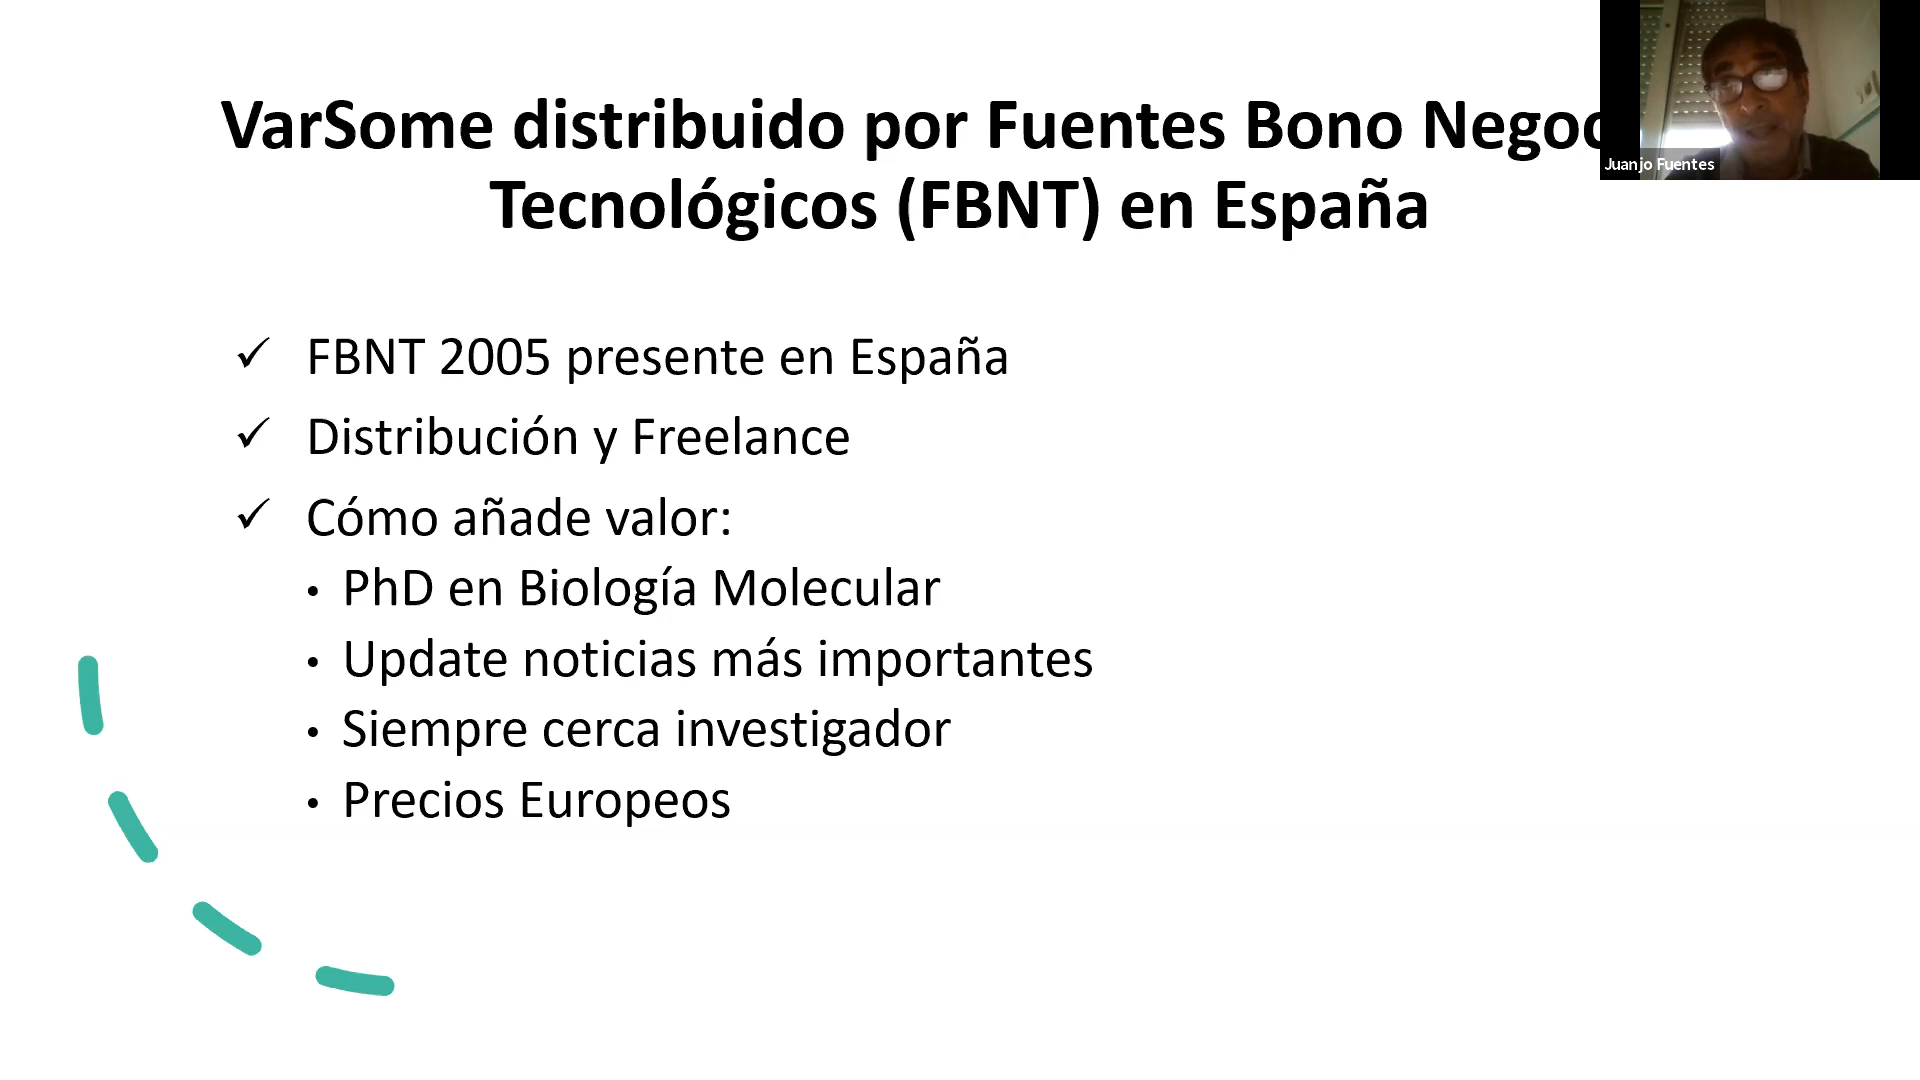 VarSome distribuido por Fuentes Bono Negoc
Tecnológicos (FBNT) en España
Juanjo Fuentes
✓ FBNT 2005 presente en España
✓ Distribución y Freelance
✓ Cómo añade valor:
• PhD en Biología Molecular
• Update noticias más importantes
• Siempre cerca investigador
• Precios Europeos